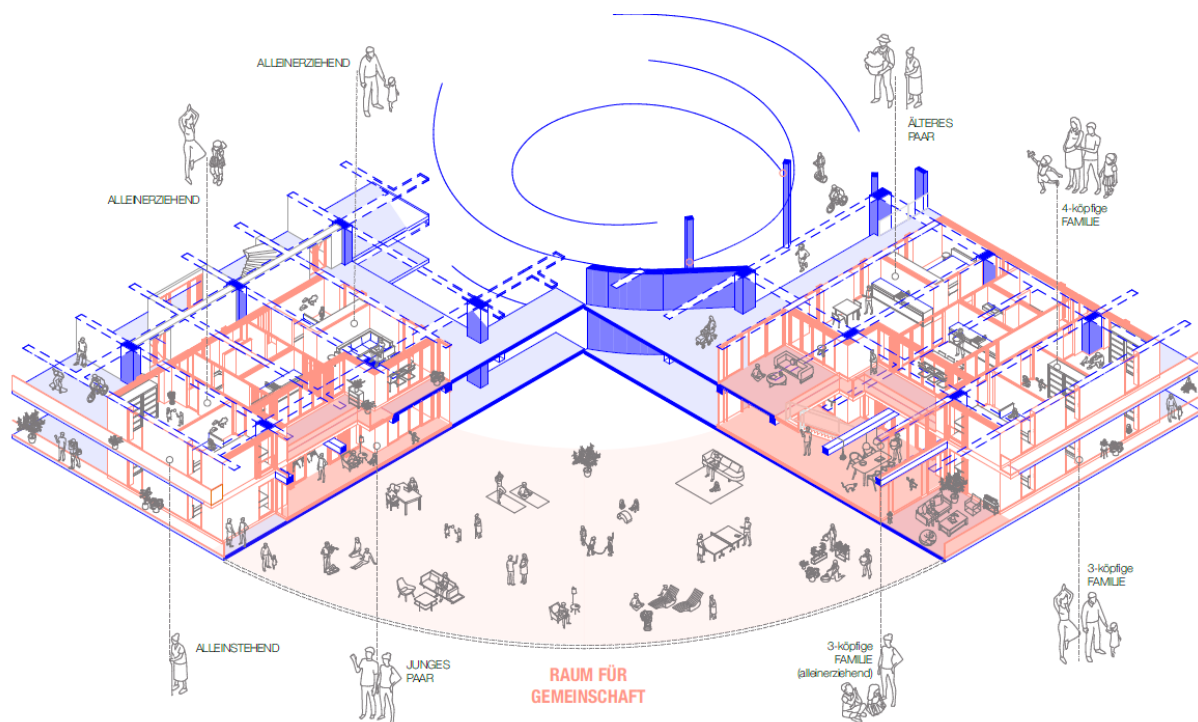 ALLEINERZIEHEND
ALLEINERZIEHEND
ÄLTERES
PAAR
4-köpfige
FAMILIE
ALLEINSTEHEND
JUNGES
PAAR
RAUM FÜR
GEMEINSCHAFT
3-köpfige
FAMILIE
(alleinerziehend)
3-köpfige
FAMILIE